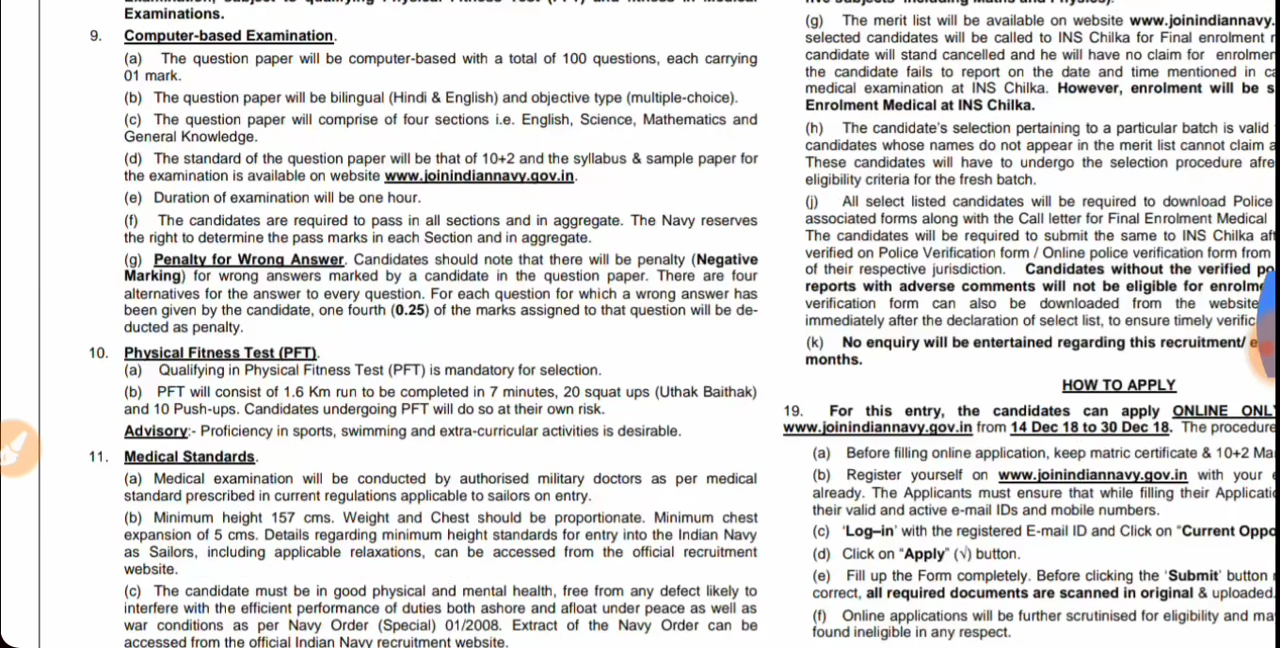 Examinations.
9. Computer-based Examination.
(a) The question paper will be computer-based with a total of 100 questions, each carrying
01 mark.
(b) The question paper will be bilingual (Hindi & English) and objective type (multiple-choice).
(c) The question paper will comprise of four sections i.e. English, Science, Mathematics and
General Knowledge.
(d) The standard of the question paper will be that of 10+2 and the syllabus & sample paper for
the examination is available on website www.joinindiannavy.gov.in.
(e) Duration of examination will be one hour.
(f) The candidates are required to pass in all sections and in aggregate. The Navy reserves
the right to determine the pass marks in each Section and in aggregate.
(g) Penalty for Wrong Answer. Candidates should note that there will be penalty (Negative
Marking) for wrong answers marked by a candidate in the question paper. There are four
alternatives for the answer to every question. For each question for which a wrong answer has
been given by the candidate, one fourth (0.25) of the marks assigned to that question will be de-
ducted as penalty.
10. Physical Fitness Test (PFT).
(a) Qualifying in Physical Fitness Test (PFT) is mandatory for selection.
(b) PFT will consist of 1.6 Km run to be completed in 7 minutes, 20 squat ups (Uthak Baithak)
and 10 Push-ups. Candidates undergoing PFT will do so at their own risk.
Advisory:- Proficiency in sports, swimming and extra-curricular activities is desirable.
11. Medical Standards.
(a) Medical examination will be conducted by authorised military doctors as per medical
standard prescribed in current regulations applicable to sailors on entry.
(b) Minimum height 157 cms. Weight and Chest should be proportionate. Minimum chest
expansion of 5 cms. Details regarding minimum height standards for entry into the Indian Navy
as Sailors, including applicable relaxations, can be accessed from the official recruitment
website.
(c) The candidate must be in good physical and mental health, free from any defect likely to
interfere with the efficient performance of duties both ashore and afloat under peace as well as
war conditions as per Navy Order (Special) 01/2008. Extract of the Navy Order can be
accessed from the official Indian Navy recruitment website.
(g) The merit list will be available on website www.joinindiannavy.
selected candidates will be called to INS Chilka for Final enrolment
candidate will stand cancelled and he will have no claim for
the candidate fails to report on the date and time mentioned in
medical examination at INS Chilka. However, enrolment will be
Enrolment Medical at INS Chilka.
(h) The candidate's selection pertaining to a particular batch is valid
candidates whose names do not appear in the merit list cannot claim
These candidates will have to undergo the selection procedure
eligibility criteria for the fresh batch.
(j) All select listed candidates will be required to download Police
associated forms along with the Call letter for Final Enrolment Medical
The candidates will be required to submit the same to INS Chilka
verified on Police Verification form / Online police verification form from
of their respective jurisdiction. Candidates without the verified
reports with adverse comments will not be eligible for
verification form can also be downloaded from the website
immediately after the declaration of select list, to ensure timely
(k) No enquiry will be entertained regarding this recruitment/
months.
HOW TO APPLY
19. For this entry, the candidates can apply ONLINE
www.joinindiannavy.gov.in from 14 Dec 18 to 30 Dec 18. The procedure
(a) Before filling online application, keep matric certificate & 10+2
(b) Register yourself on www.joinindiannavy.gov.in with your
already. The Applicants must ensure that while filling their
their valid and active e-mail IDs and mobile numbers.
(c) 'Log–in' with the registered E-mail ID and Click on "Current
(d) Click on "Apply" (√) button.
(e) Fill up the Form completely. Before clicking the 'Submit' button
correct, all required documents are scanned in original & uploaded.
(f) Online applications will be further scrutinised for eligibility and
found ineligible in any respect.